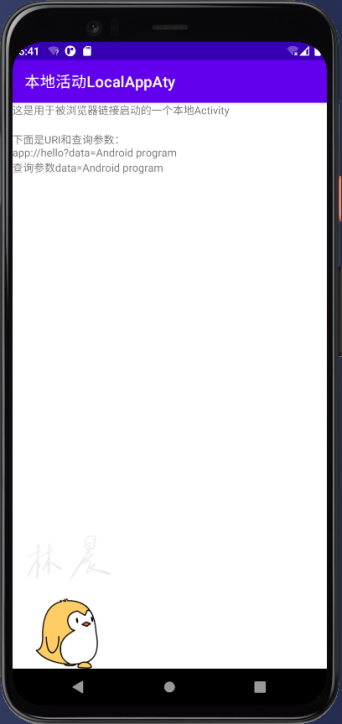 5:41
本地活动LocalAppAty
这是用于被浏览器链接启动的一个本地Activity
下面是URI和查询参数：
app://hello?data=Android program
查询参数data=Android program
林晨